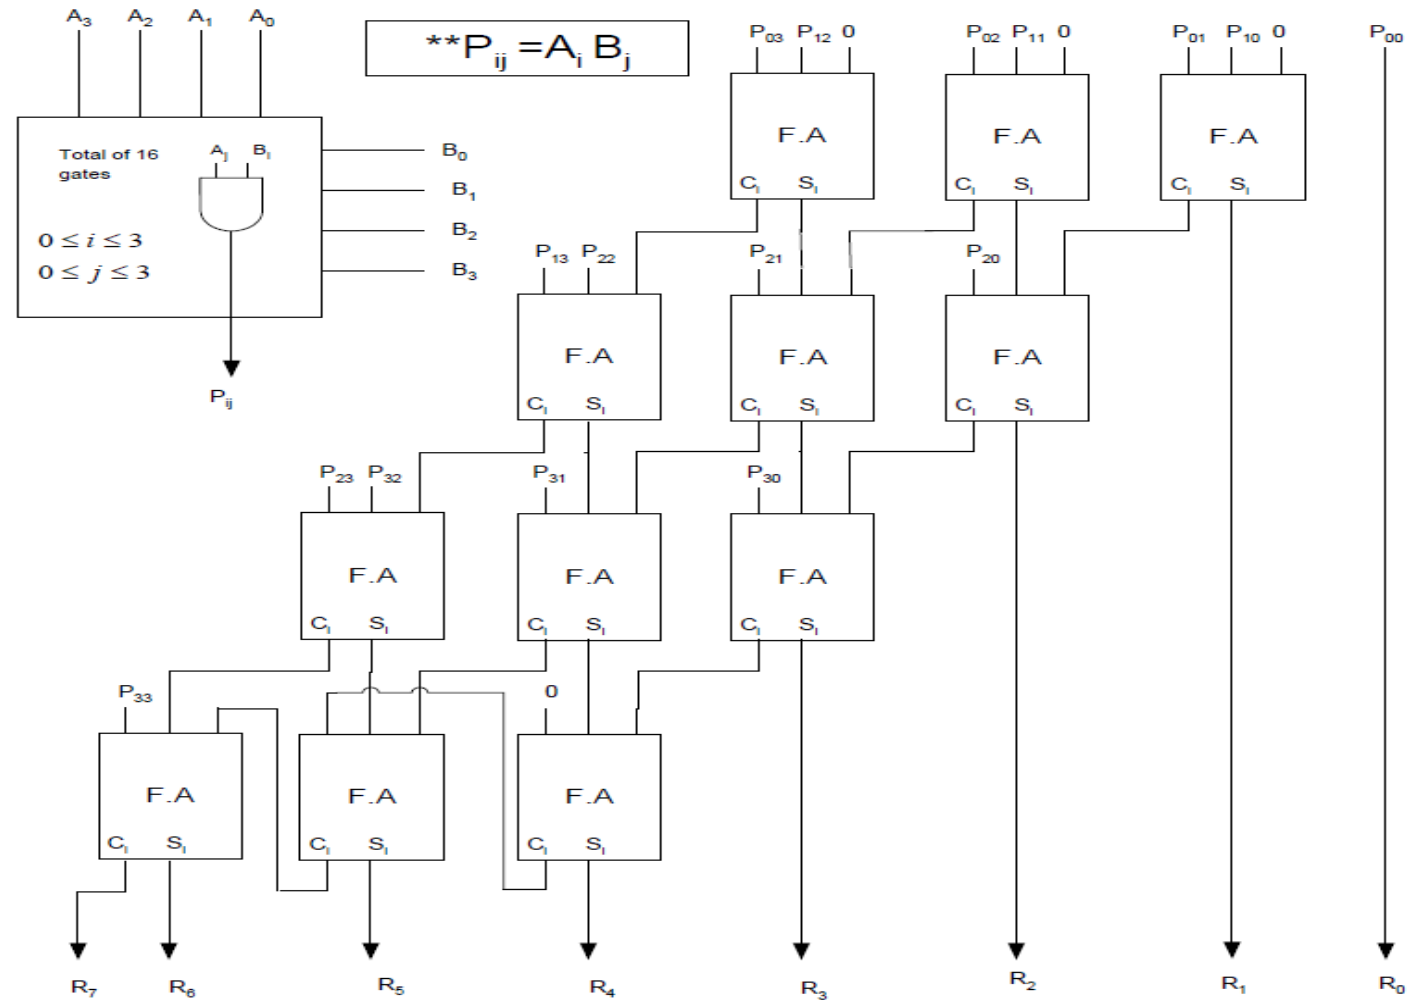 A₃ A₂ A₁ A₀
**Pᵢⱼ =Aᵢ Bⱼ
P₀₃ P₁₂ 0 P₀₂ P₁₁ 0 P₀₁ P₁₀ 0 P₀₀
F.A F.A F.A
Cᵢ Sᵢ Cᵢ Sᵢ Cᵢ Sᵢ
Total of 16
gates
Aⱼ Bᵢ
0 ≤ i ≤ 3
0 ≤ j ≤ 3
B₀
B₁
B₂
B₃
Pᵢⱼ
P₁₃ P₂₂ P₂₁ P₂₀
F.A F.A F.A
Cᵢ Sᵢ Cᵢ Sᵢ Cᵢ Sᵢ
P₂₃ P₃₂ P₃₁ P₃₀
F.A F.A F.A
Cᵢ Sᵢ Cᵢ Sᵢ Cᵢ Sᵢ
P₃₃ 0
F.A F.A F.A
Cᵢ Sᵢ Cᵢ Sᵢ Cᵢ Sᵢ
R₇ R₆ R₅ R₄ R₃ R₂ R₁ R₀